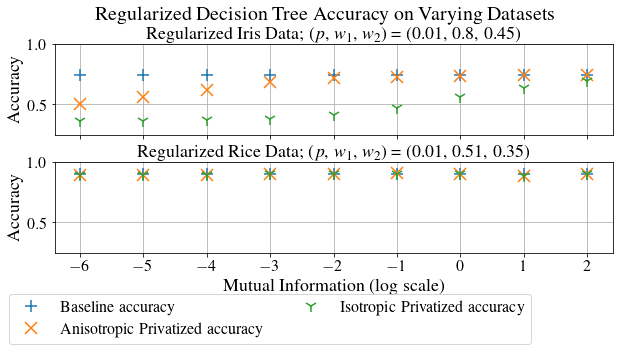 Regularized Decision Tree Accuracy on Varying Datasets
Regularized Iris Data; (p, w₁, w₂) = (0.01, 0.8, 0.45)
1.0
0.5
Accuracy
Regularized Rice Data; (p, w₁, w₂) = (0.01, 0.51, 0.35)
1.0
0.5
Accuracy
−6 −5 −4 −3 −2 −1 0 1 2
Mutual Information (log scale)
Baseline accuracy
Anisotropic Privatized accuracy
Isotropic Privatized accuracy